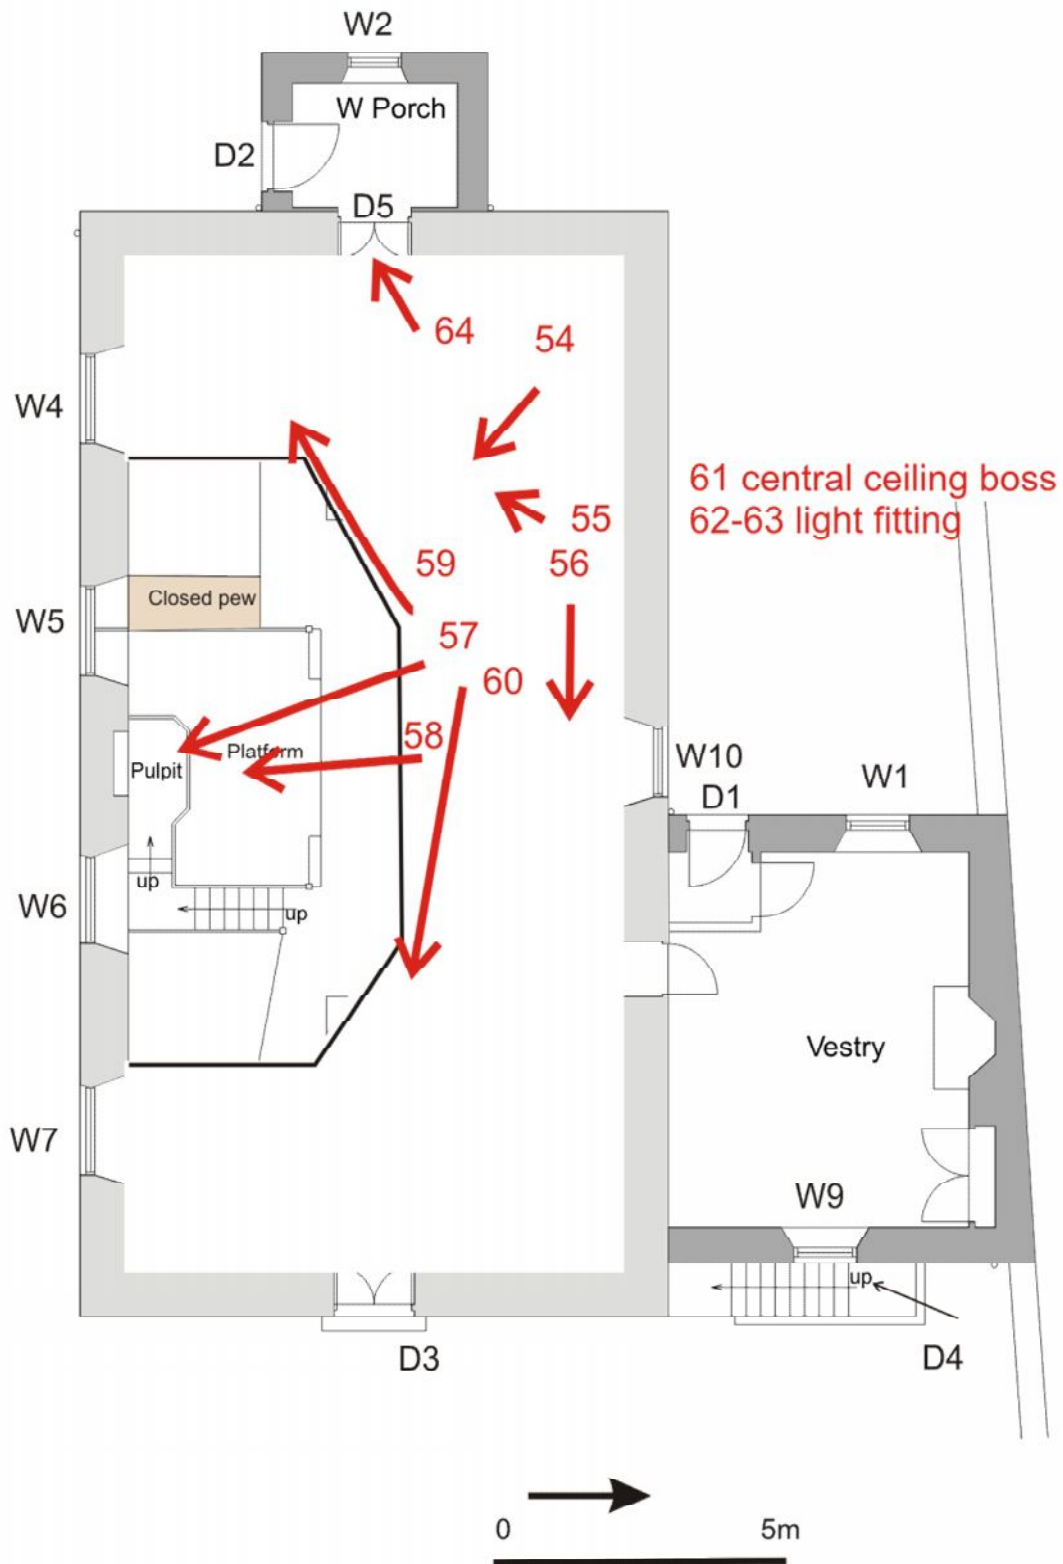 W2
W Porch
D2
D5
64
54
W4
61 central ceiling boss
62-63 light fitting
55
59
56
Closed pew
W5
57
60
58
Platform
Pulpit
W10
W1
D1
up
W6
up
Vestry
W7
W9
up
D3
D4
0 5m